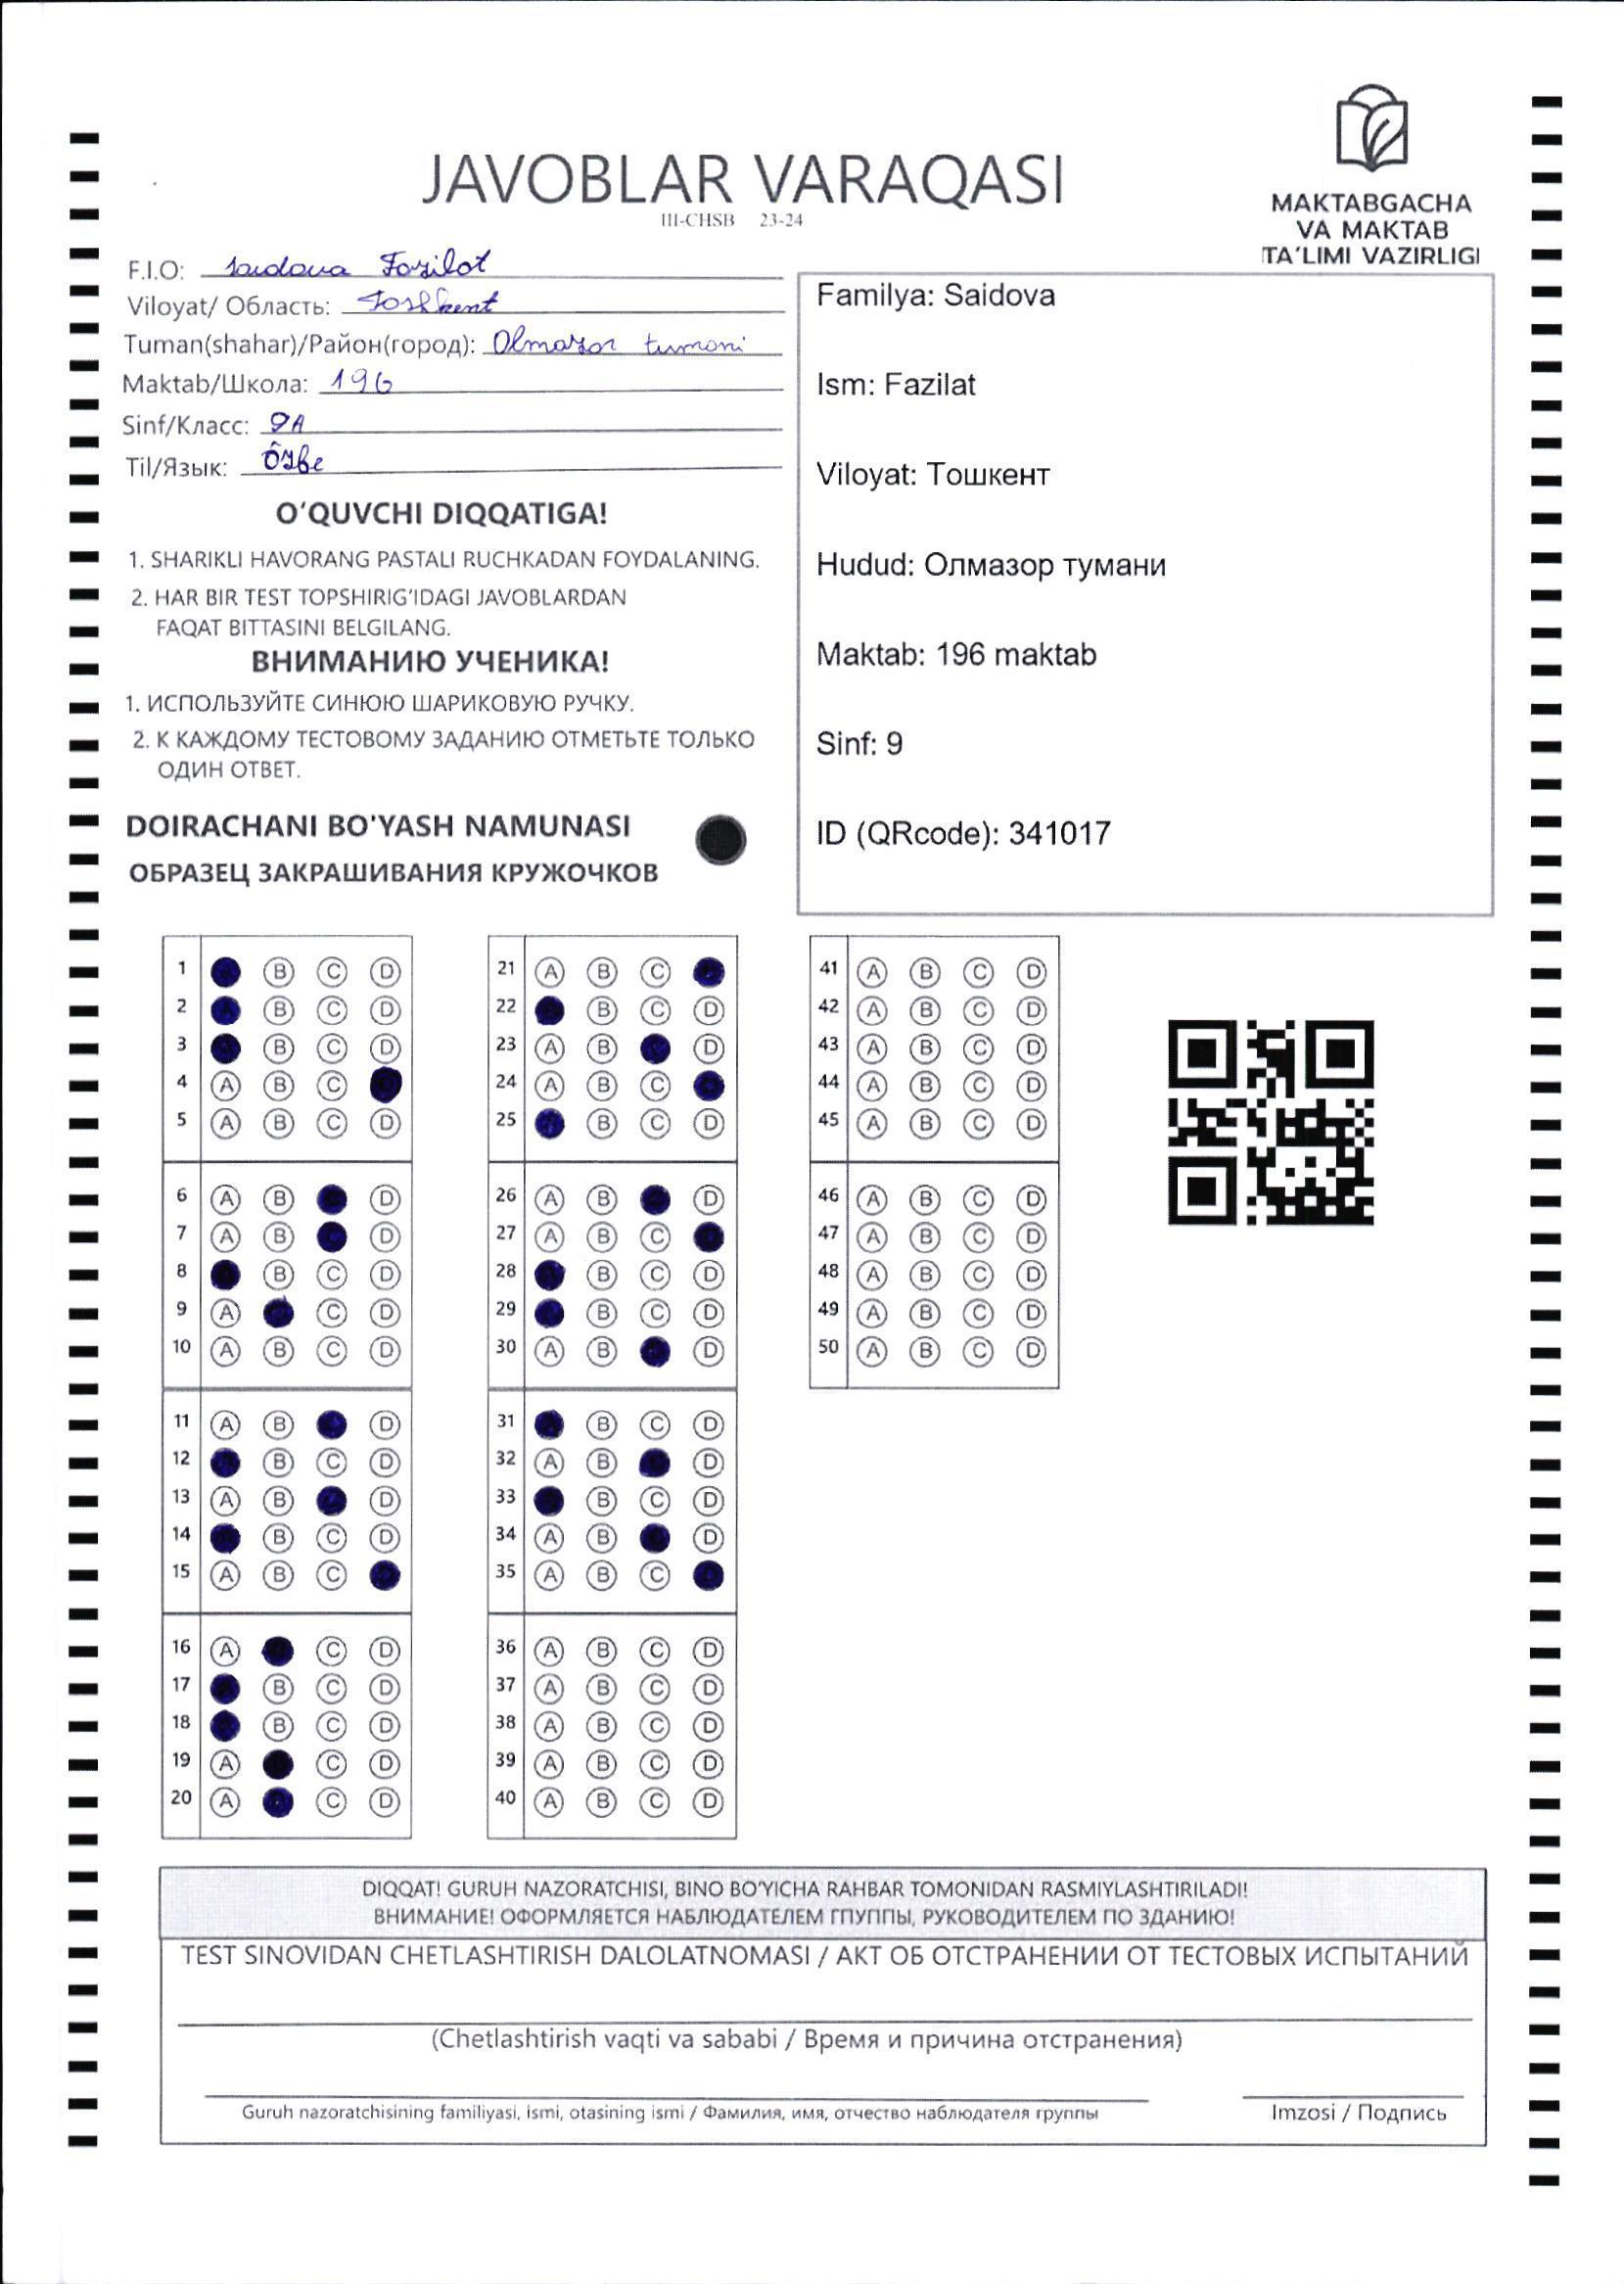 JAVOBLAR VARAQASI
III-CHSB 23-24
MAKTABGACHA
VA MAKTAB
TA'LIMI VAZIRLIGI
F.I.O: Saidova Fozilat
Viloyat/ Область: Toshkent
Tuman(shahar)/Район(город): Olmazor tumani
Maktab/Школа: 196
Sinf/Класс: 9A
Til/Язык: Ôzbe
O'QUVCHI DIQQATIGA!
1. SHARIKLI HAVORANG PASTALI RUCHKADAN FOYDALANING.
2. HAR BIR TEST TOPSHIRIG'IDAGI JAVOBLARDAN
FAQAT BITTASINI BELGILANG.
ВНИМАНИЮ УЧЕНИКА!
1. ИСПОЛЬЗУЙТЕ СИНЮЮ ШАРИКОВУЮ РУЧКУ.
2. К КАЖДОМУ ТЕСТОВОМУ ЗАДАНИЮ ОТМЕТЬТЕ ТОЛЬКО
ОДИН ОТВЕТ.
DOIRACHANI BO'YASH NAMUNASI
ОБРАЗЕЦ ЗАКРАШИВАНИЯ КРУЖОЧКОВ
Familya: Saidova
Ism: Fazilat
Viloyat: Тошкент
Hudud: Олмазор тумани
Maktab: 196 maktab
Sinf: 9
ID (QRcode): 341017
1 B C D
2 B C D
3 B C D
4 A B C
5 A B C D
6 A B D
7 A B D
8 B C D
9 A C D
10 A B C D
11 A B D
12 B C D
13 A B D
14 B C D
15 A B C
16 A C D
17 B C D
18 B C D
19 A C D
20 A C D
21 A B C
22 B C D
23 A B D
24 A B C
25 B C D
26 A B D
27 A B C
28 B C D
29 B C D
30 A B D
31 B C D
32 A B D
33 B C D
34 A B D
35 A B C
36 A B C D
37 A B C D
38 A B C D
39 A B C D
40 A B C D
41 A B C D
42 A B C D
43 A B C D
44 A B C D
45 A B C D
46 A B C D
47 A B C D
48 A B C D
49 A B C D
50 A B C D
DIQQAT! GURUH NAZORATCHISI, BINO BO'YICHA RAHBAR TOMONIDAN RASMIYLASHTIRILADI!
ВНИМАНИЕ! ОФОРМЛЯЕТСЯ НАБЛЮДАТЕЛЕМ ГПУППЫ, РУКОВОДИТЕЛЕМ ПО ЗДАНИЮ!
TEST SINOVIDAN CHETLASHTIRISH DALOLATNOMASI / АКТ ОБ ОТСТРАНЕНИИ ОТ ТЕСТОВЫХ ИСПЫТАНИЙ
(Chetlashtirish vaqti va sababi / Время и причина отстранения)
Guruh nazoratchisining familiyasi, ismi, otasining ismi / Фамилия, имя, отчество наблюдателя группы
Imzosi / Подпись